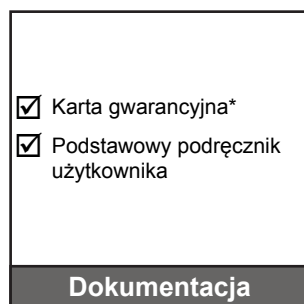 Karta gwarancyjna*
Podstawowy podręcznik
użytkownika
Dokumentacja